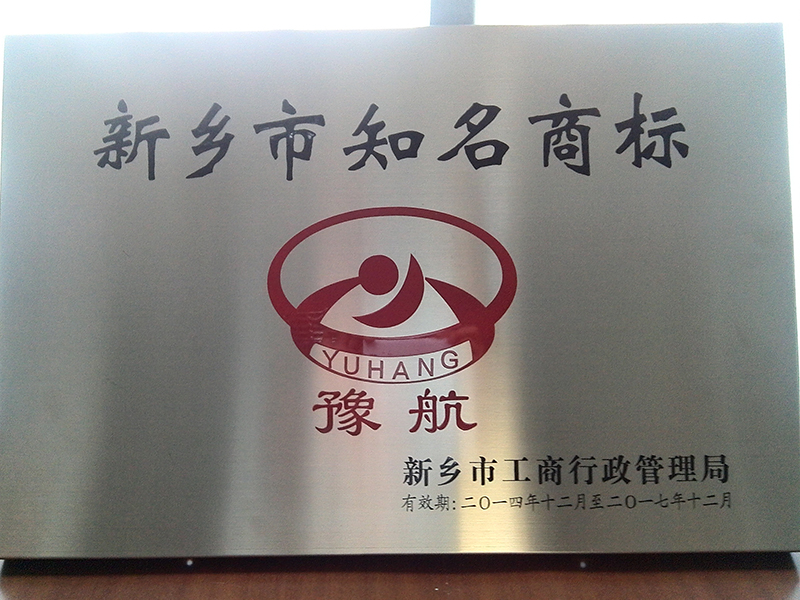 新乡市知名商标
YUHANG
豫航
新乡市工商行政管理局
有效期:二〇一四年十二月至二〇一七年十二月